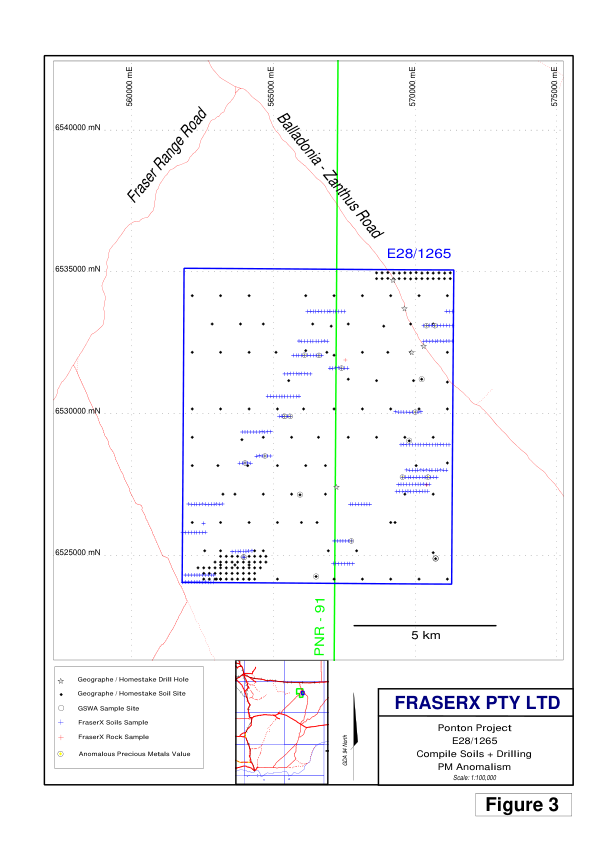 560000 mE
565000 mE
570000 mE
575000 mE
6540000 mN
Fraser Range Road
Balladonia - Zanthus Road
E28/1265
6535000 mN
6530000 mN
6525000 mN
PNR - 91
5 km
Geographe / Homestake Drill Hole
Geographe / Homestake Soil Site
GSWA Sample Site
FraserX Soils Sample
FraserX Rock Sample
Anomalous Precious Metals Value
GDA 94 North
FRASERX PTY LTD
Ponton Project
E28/1265
Compile Soils + Drilling
PM Anomalism
Scale: 1:100,000
Figure 3